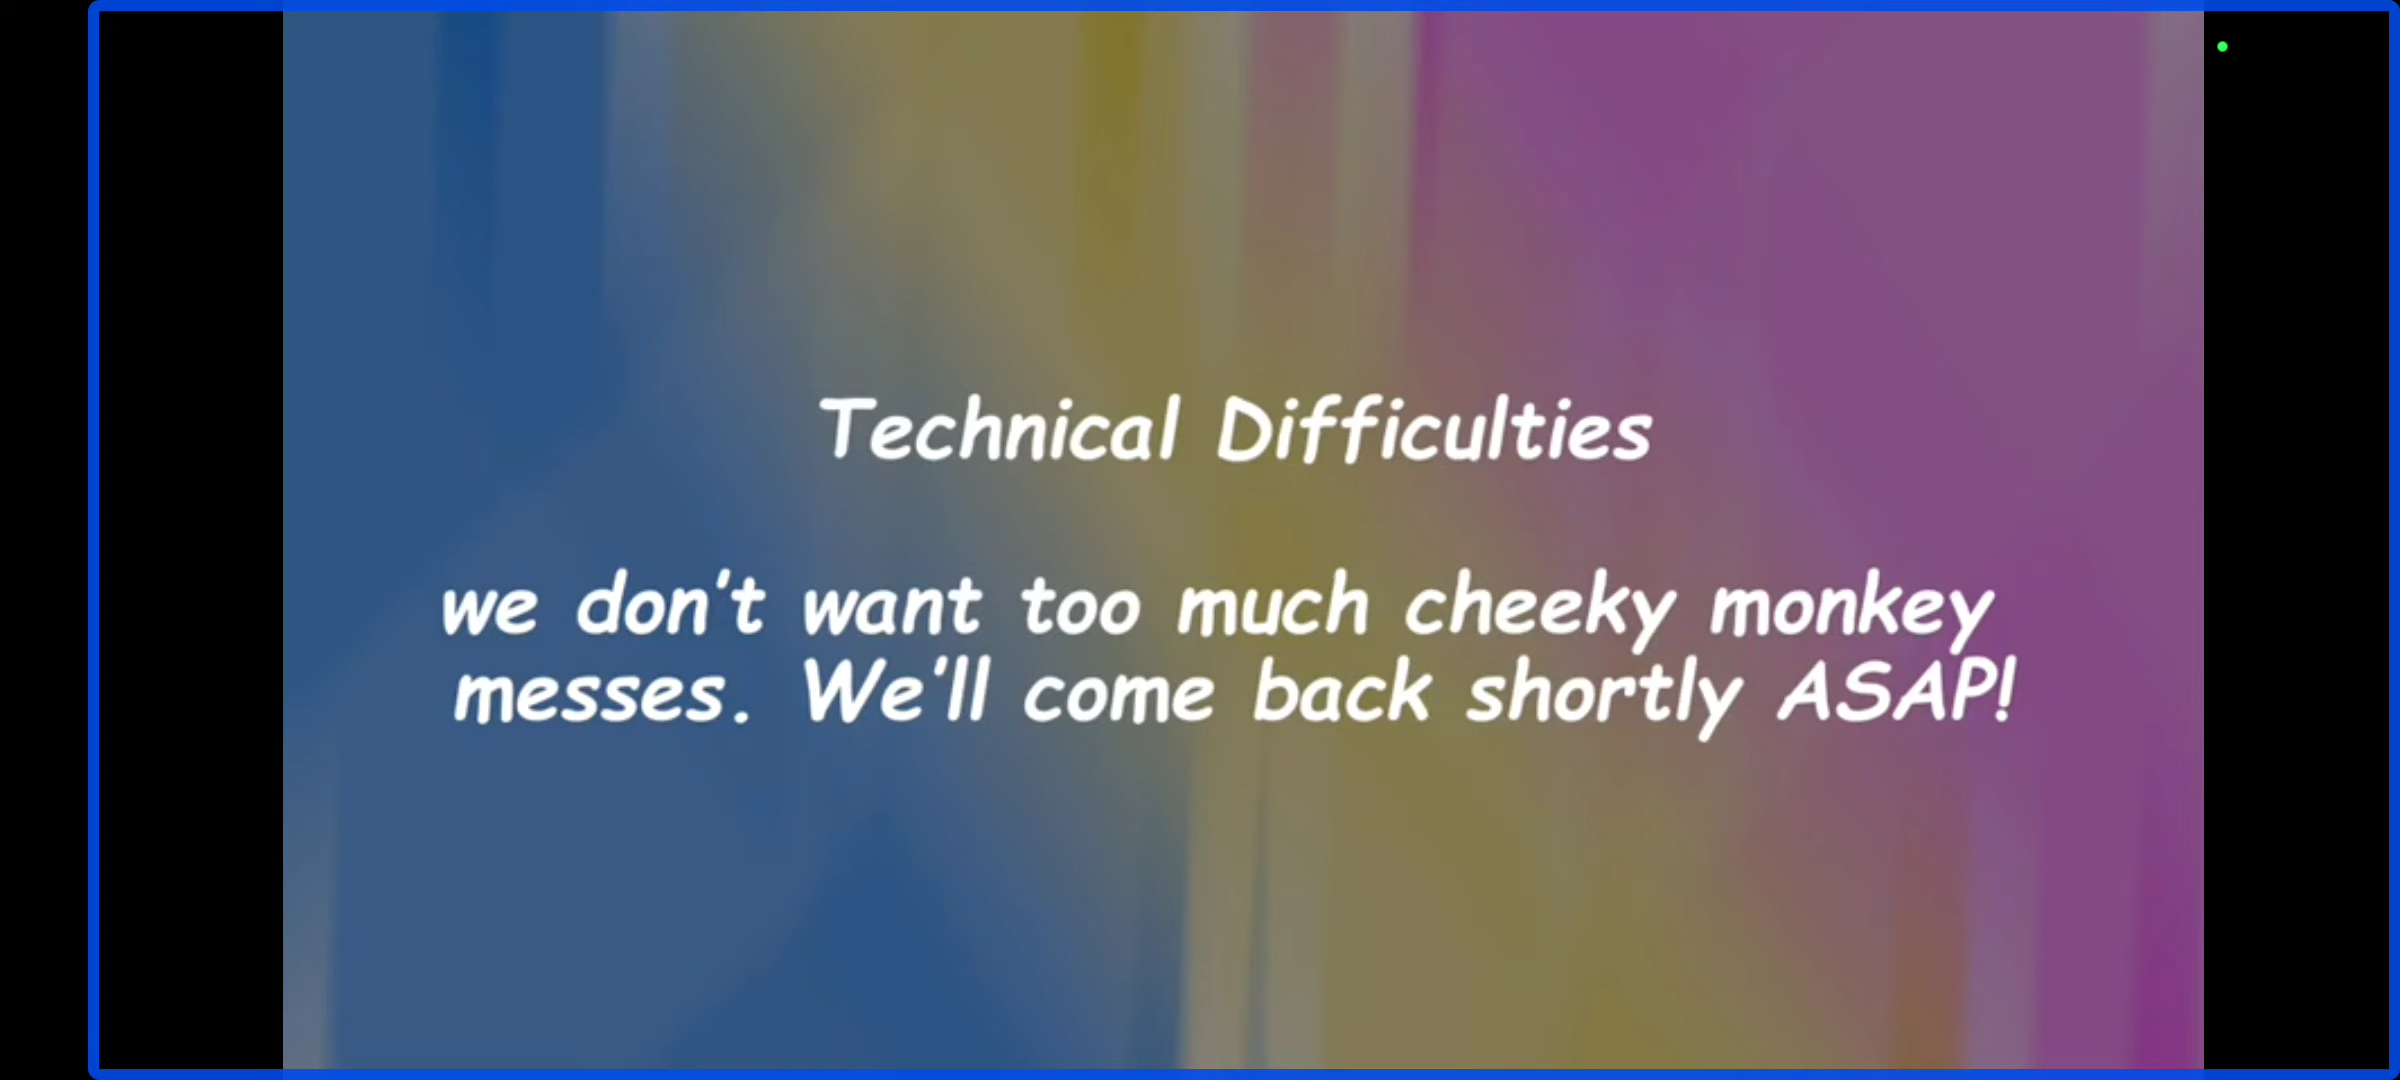 Technical Difficulties
we don't want too much cheeky monkey
messes. We'll come back shortly ASAP!